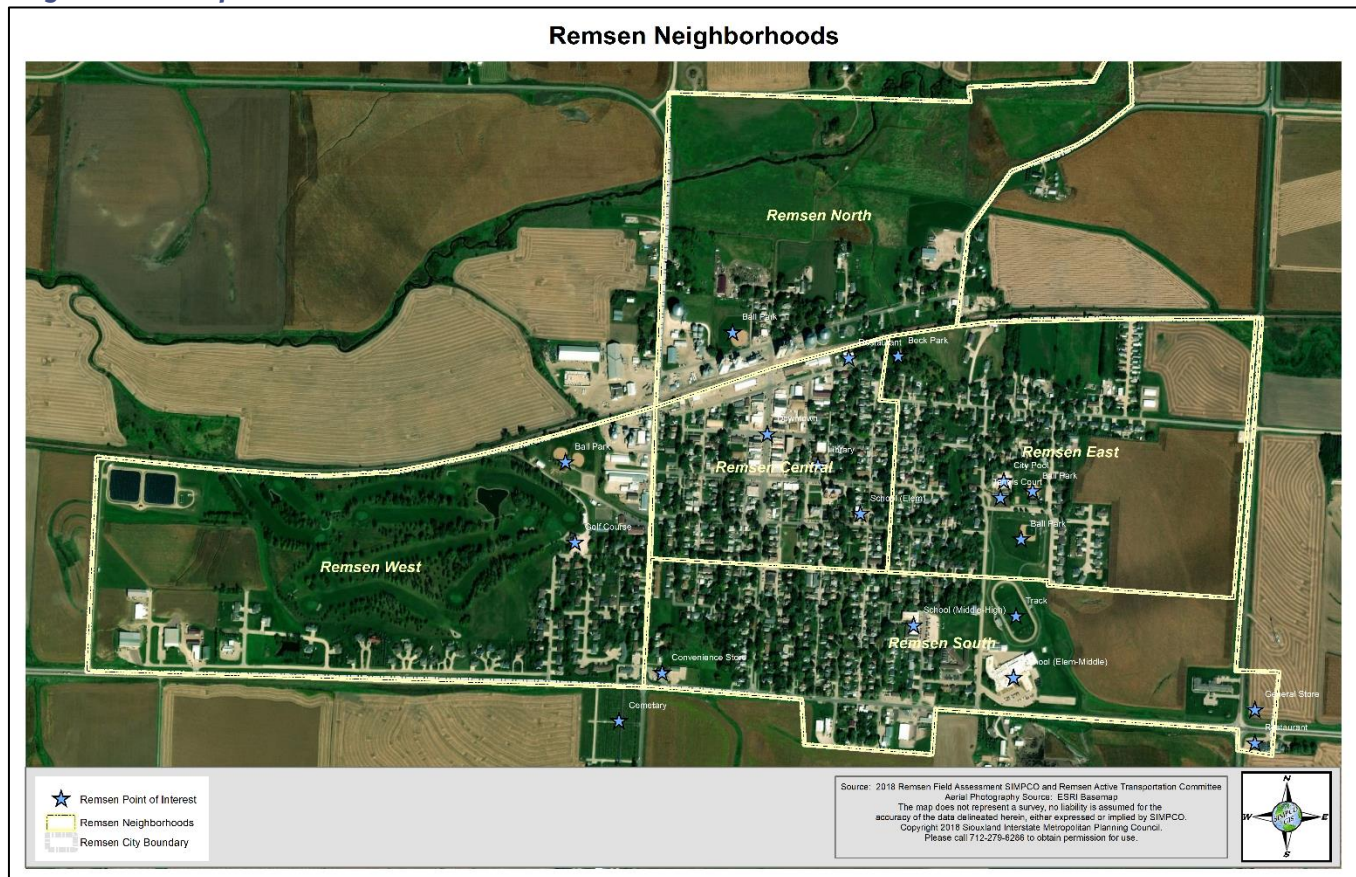 Remsen Neighborhoods
Remsen North
Ball Park
Restaurant
Beck Park
Downtown
Library
Remsen Central
School (Elem)
Remsen East
City Pool
Ball Park
Tennis Court
Ball Park
Ball Park
Golf Course
Remsen West
Track
School (Middle-High)
Remsen South
School (Elem-Middle)
Convenience Store
Cemetary
General Store
Restaurant
Remsen Point of Interest
Remsen Neighborhoods
Remsen City Boundary
Source: 2018 Remsen Field Assessment SIMPCO and Remsen Active Transportation Committee
Aerial Photography Source: ESRI Basemap
The map does not represent a survey, no liability is assumed for the
accuracy of the data delineated herein, either expressed or implied by SIMPCO.
Copyright 2018 Siouxland Interstate Metropolitan Planning Council.
Please call 712-279-6286 to obtain permission for use.
N
W
E
SIMPCO
GIS
S